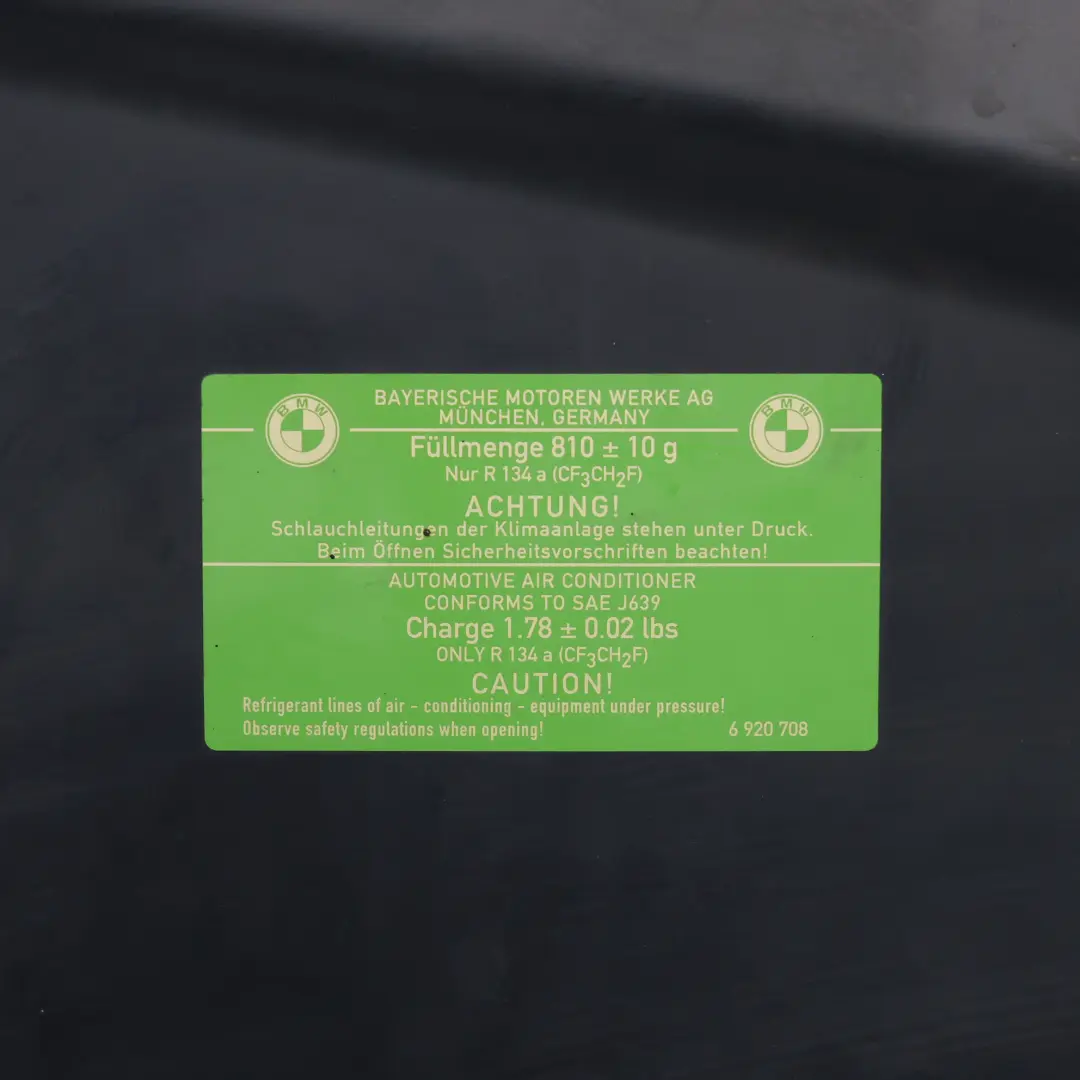 BMW BAYERISCHE MOTOREN WERKE AG BMW
MÜNCHEN, GERMANY
Füllmenge 810 ± 10 g
Nur R 134 a (CF₃CH₂F)
ACHTUNG!
Schlauchleitungen der Klimaanlage stehen unter Druck.
Beim Öffnen Sicherheitsvorschriften beachten!
AUTOMOTIVE AIR CONDITIONER
CONFORMS TO SAE J639
Charge 1.78 ± 0.02 lbs
ONLY R 134 a (CF₃CH₂F)
CAUTION!
Refrigerant lines of air - conditioning - equipment under pressure!
Observe safety regulations when opening! 6 920 708